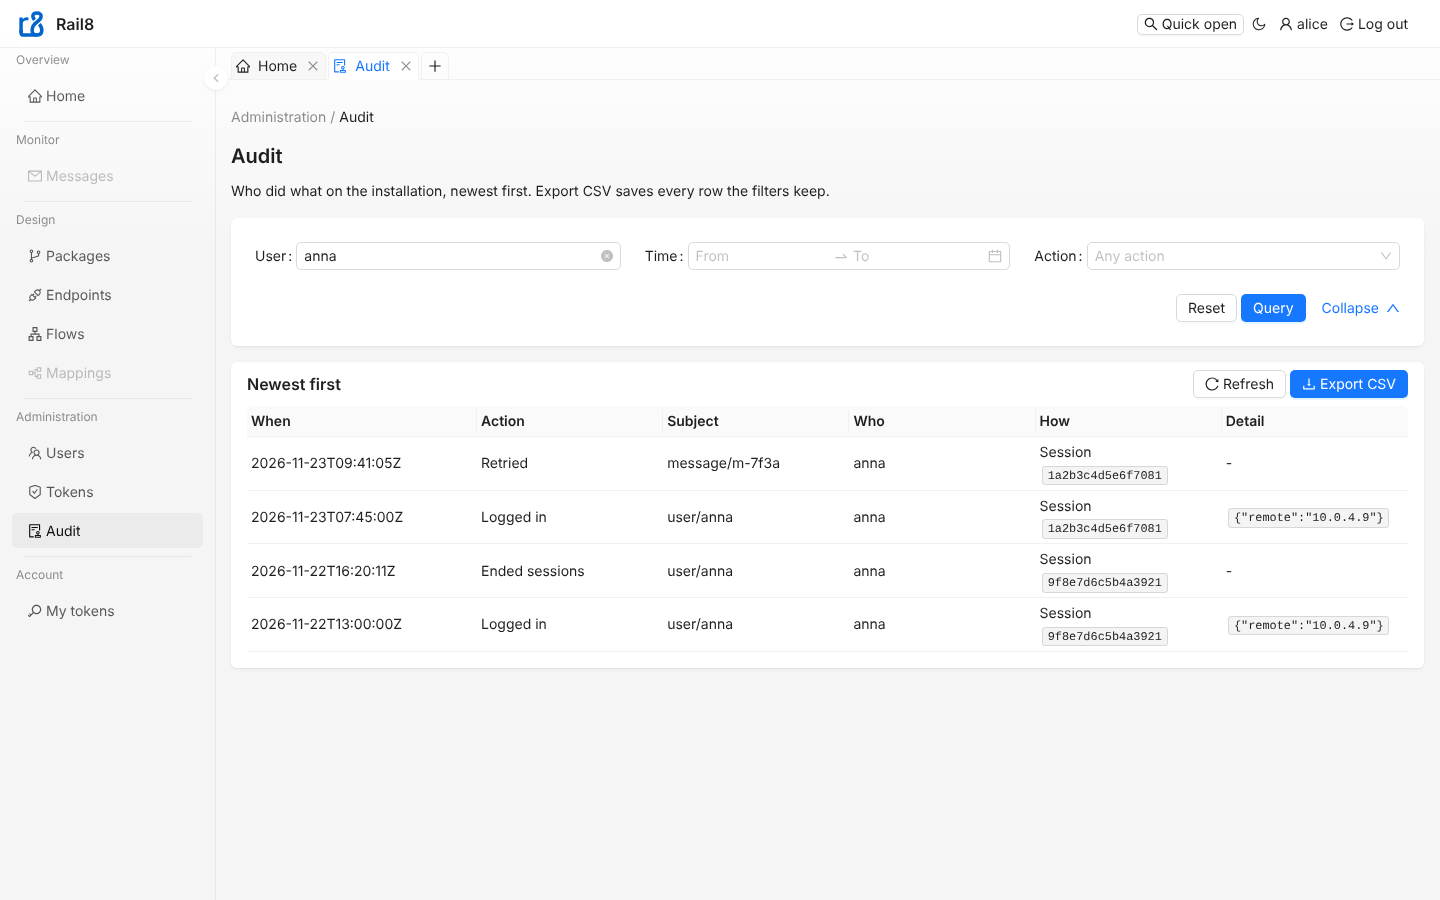 Rail8
Quick open
alice
Log out
Overview
Home
Monitor
Messages
Design
Packages
Endpoints
Flows
Mappings
Administration
Users
Tokens
Audit
Account
My tokens
Home
Audit
Administration / Audit
Audit
Who did what on the installation, newest first. Export CSV saves every row the filters keep.
User: anna
Time: From To
Action: Any action
Reset Query Collapse
Newest first
Refresh Export CSV
When Action Subject Who How Detail
2026-11-23T09:41:05Z Retried message/m-7f3a anna Session 1a2b3c4d5e6f7081 -
2026-11-23T07:45:00Z Logged in user/anna anna Session 1a2b3c4d5e6f7081 {"remote":"10.0.4.9"}
2026-11-22T16:20:11Z Ended sessions user/anna anna Session 9f8e7d6c5b4a3921 -
2026-11-22T13:00:00Z Logged in user/anna anna Session 9f8e7d6c5b4a3921 {"remote":"10.0.4.9"}